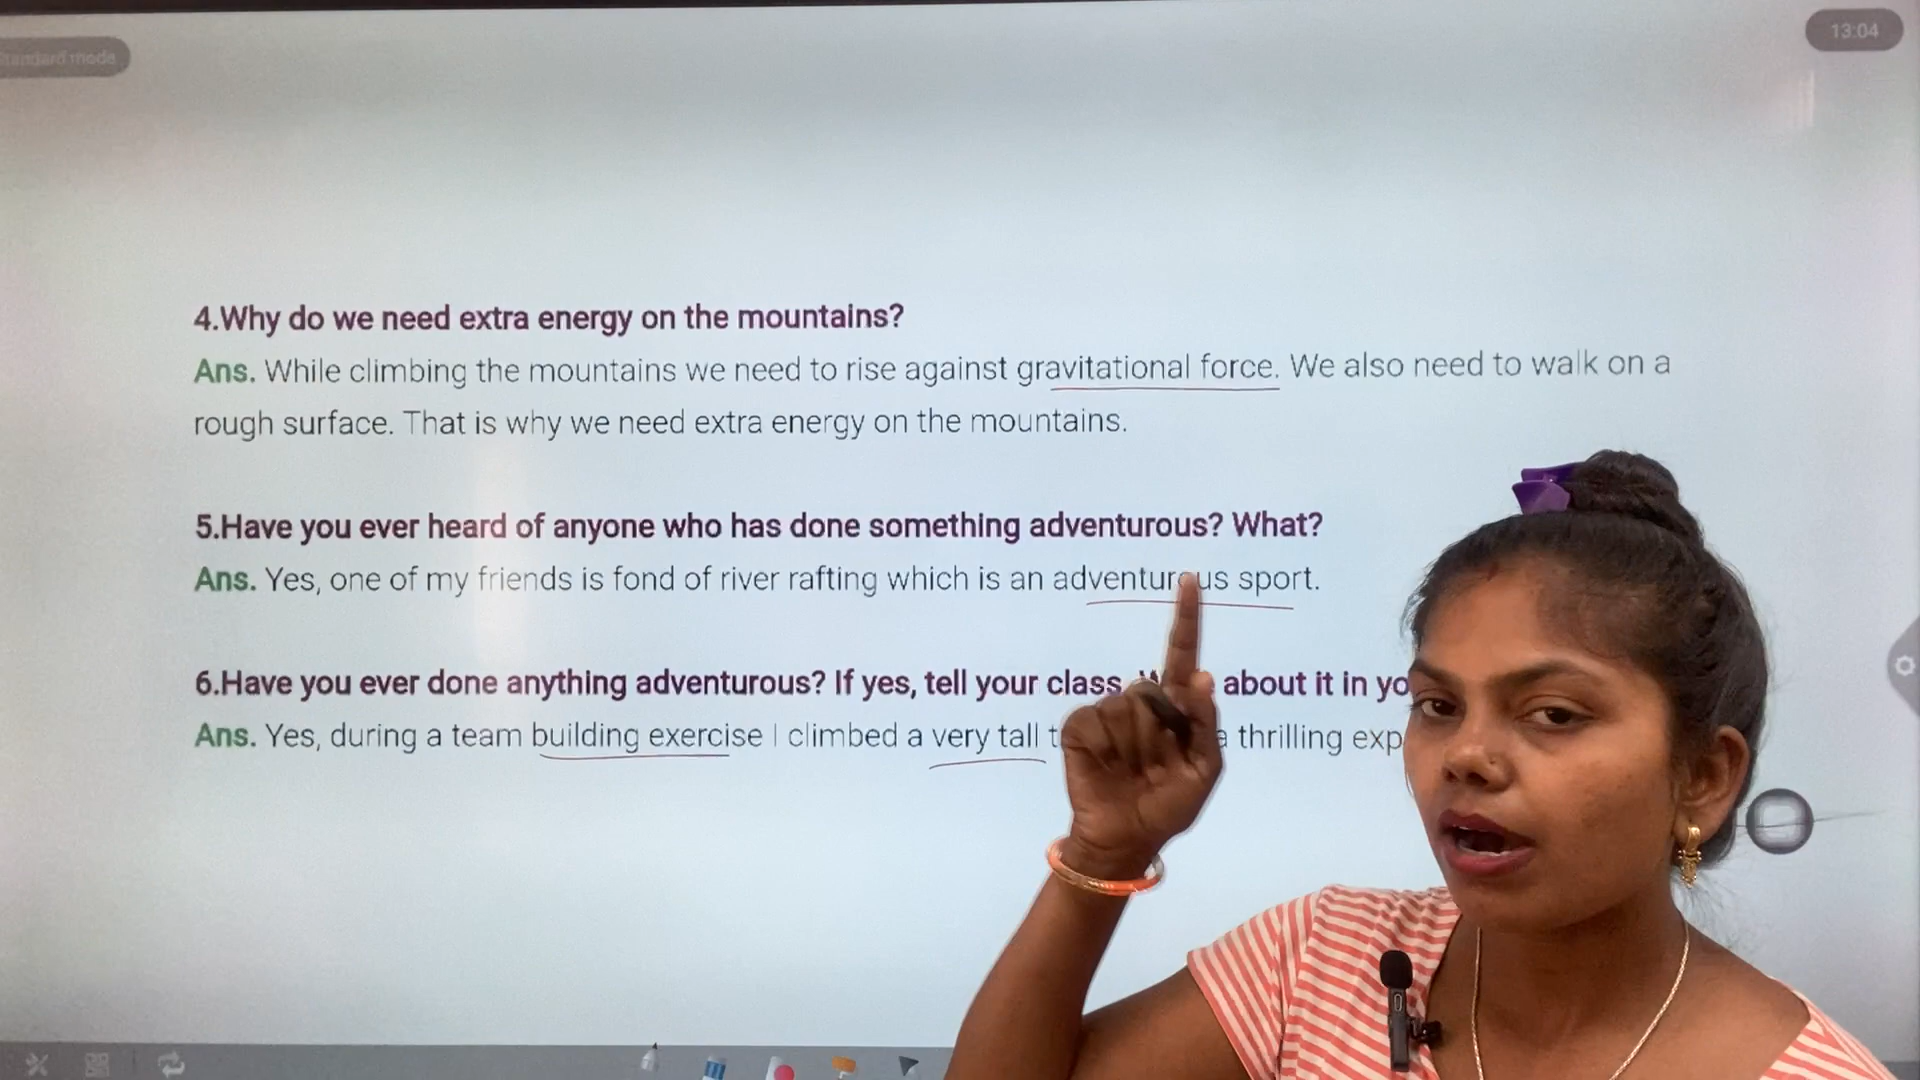 Standard mode
13:04
4.Why do we need extra energy on the mountains?
Ans. While climbing the mountains we need to rise against gravitational force. We also need to walk on a
rough surface. That is why we need extra energy on the mountains.
5.Have you ever heard of anyone who has done something adventurous? What?
Ans. Yes, one of my friends is fond of river rafting which is an adventurous sport.
6.Have you ever done anything adventurous? If yes, tell your class about it in
Ans. Yes, during a team building exercise I climbed a very tall a thrilling